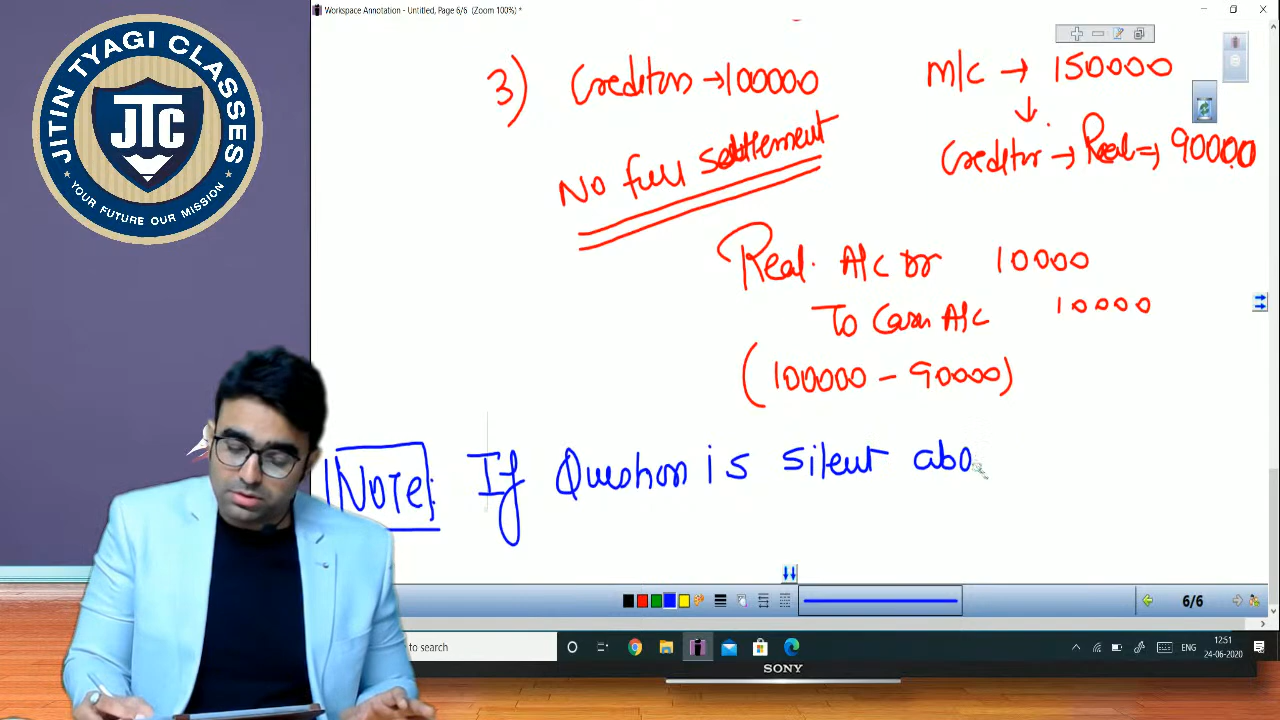 Workspace Annotation - Untitled, Page 6/6 (Zoom 100%) *
JITIN TYAGI CLASSES
JTC
YOUR FUTURE OUR MISSION
3) Creditors → 100000
M/C → 150000
↓
Creditor → Real ⇒ 90000
No full settlement
Real. A/C Dr 10000
To Cash A/C 10000
(100000 - 90000)
Note: If Question is silent abo
6/6
to search
12:51
ENG
24-06-2020
SONY